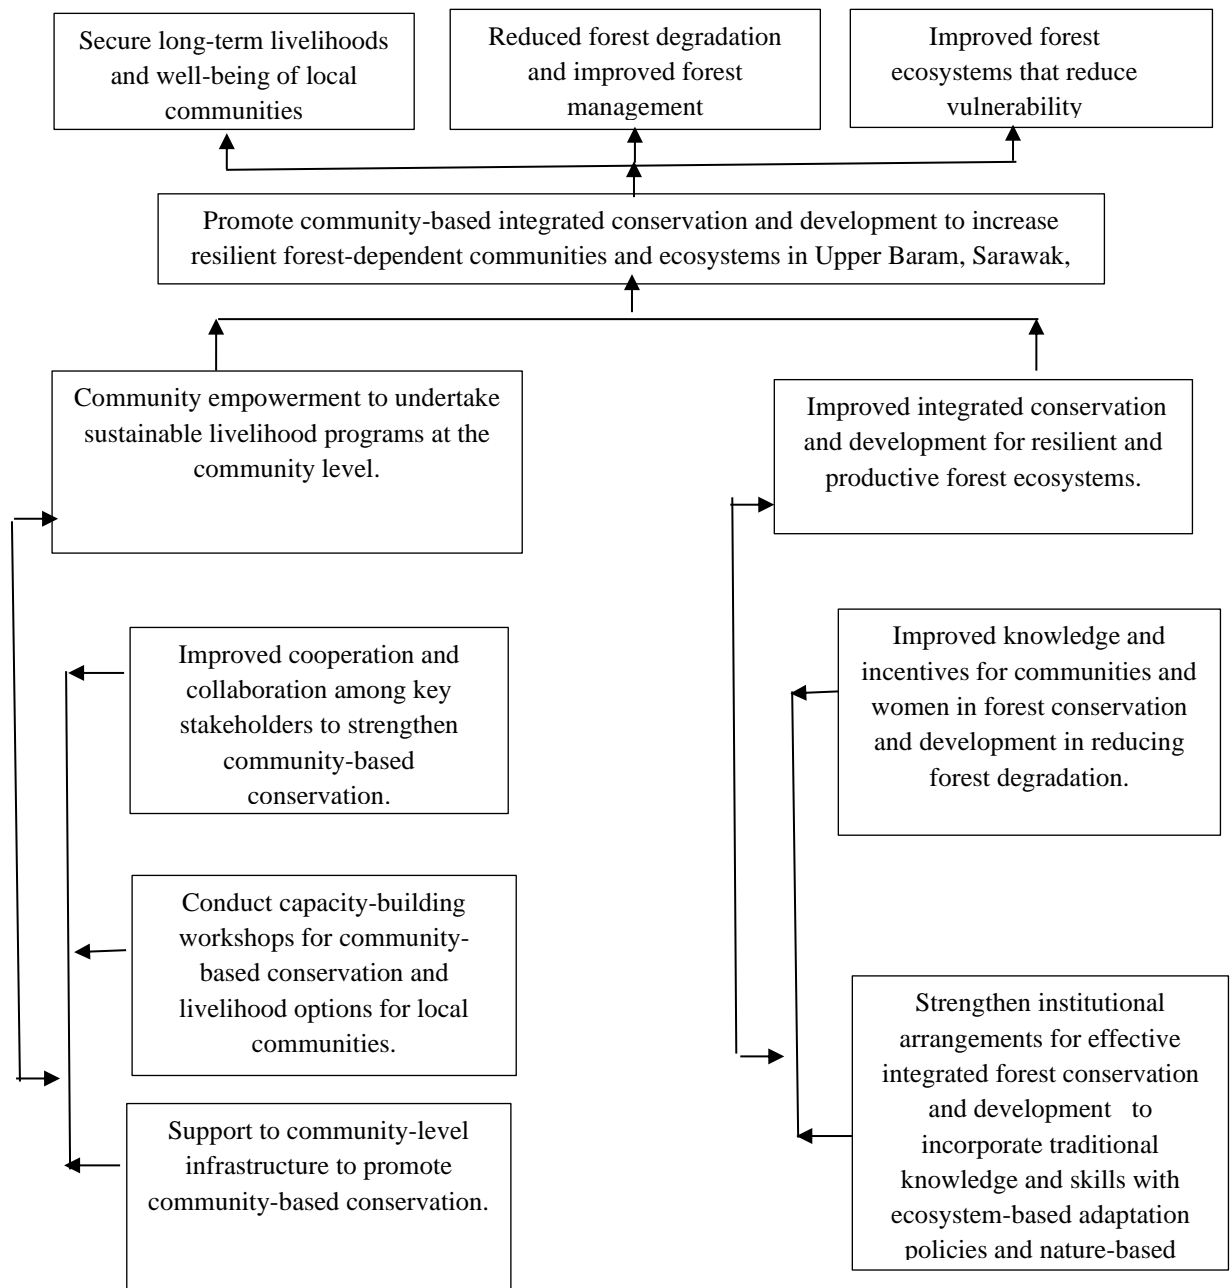 Secure long-term livelihoods
and well-being of local
communities
Reduced forest degradation
and improved forest
management
Improved forest
ecosystems that reduce
vulnerability
Promote community-based integrated conservation and development to increase
resilient forest-dependent communities and ecosystems in Upper Baram, Sarawak,
Community empowerment to undertake
sustainable livelihood programs at the
community level.
Improved integrated conservation
and development for resilient and
productive forest ecosystems.
Improved cooperation and
collaboration among key
stakeholders to strengthen
community-based
conservation.
Improved knowledge and
incentives for communities and
women in forest conservation
and development in reducing
forest degradation.
Conduct capacity-building
workshops for community-
based conservation and
livelihood options for local
communities.
Strengthen institutional
arrangements for effective
integrated forest conservation
and development to
incorporate traditional
knowledge and skills with
ecosystem-based adaptation
policies and nature-based
Support to community-level
infrastructure to promote
community-based conservation.